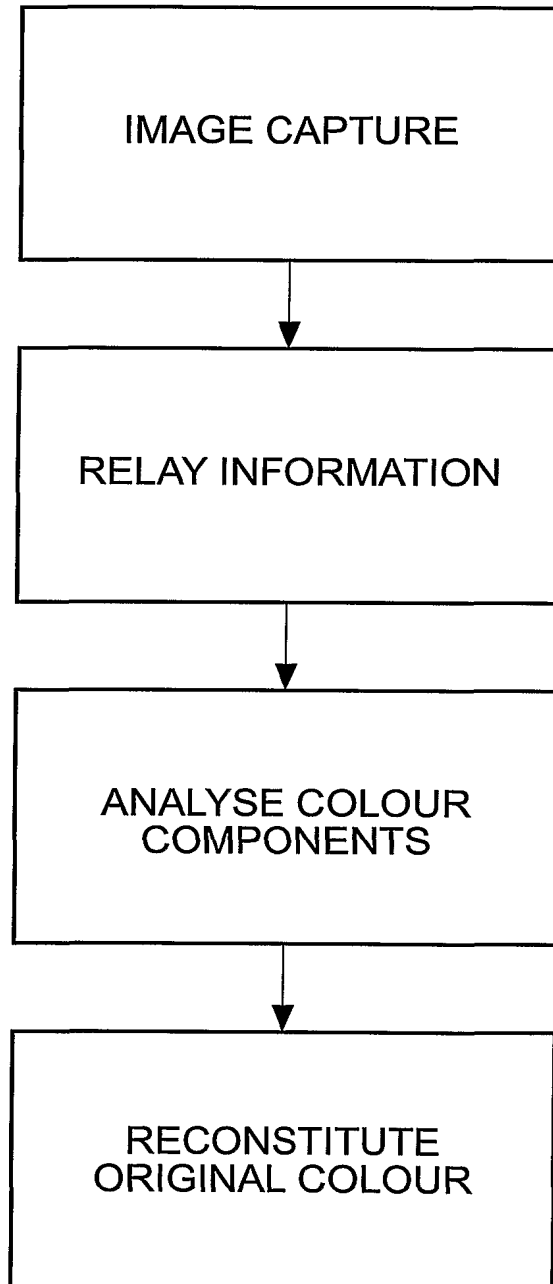 IMAGE CAPTURE
RELAY INFORMATION
ANALYSE COLOUR
COMPONENTS
RECONSTITUTE
ORIGINAL COLOUR